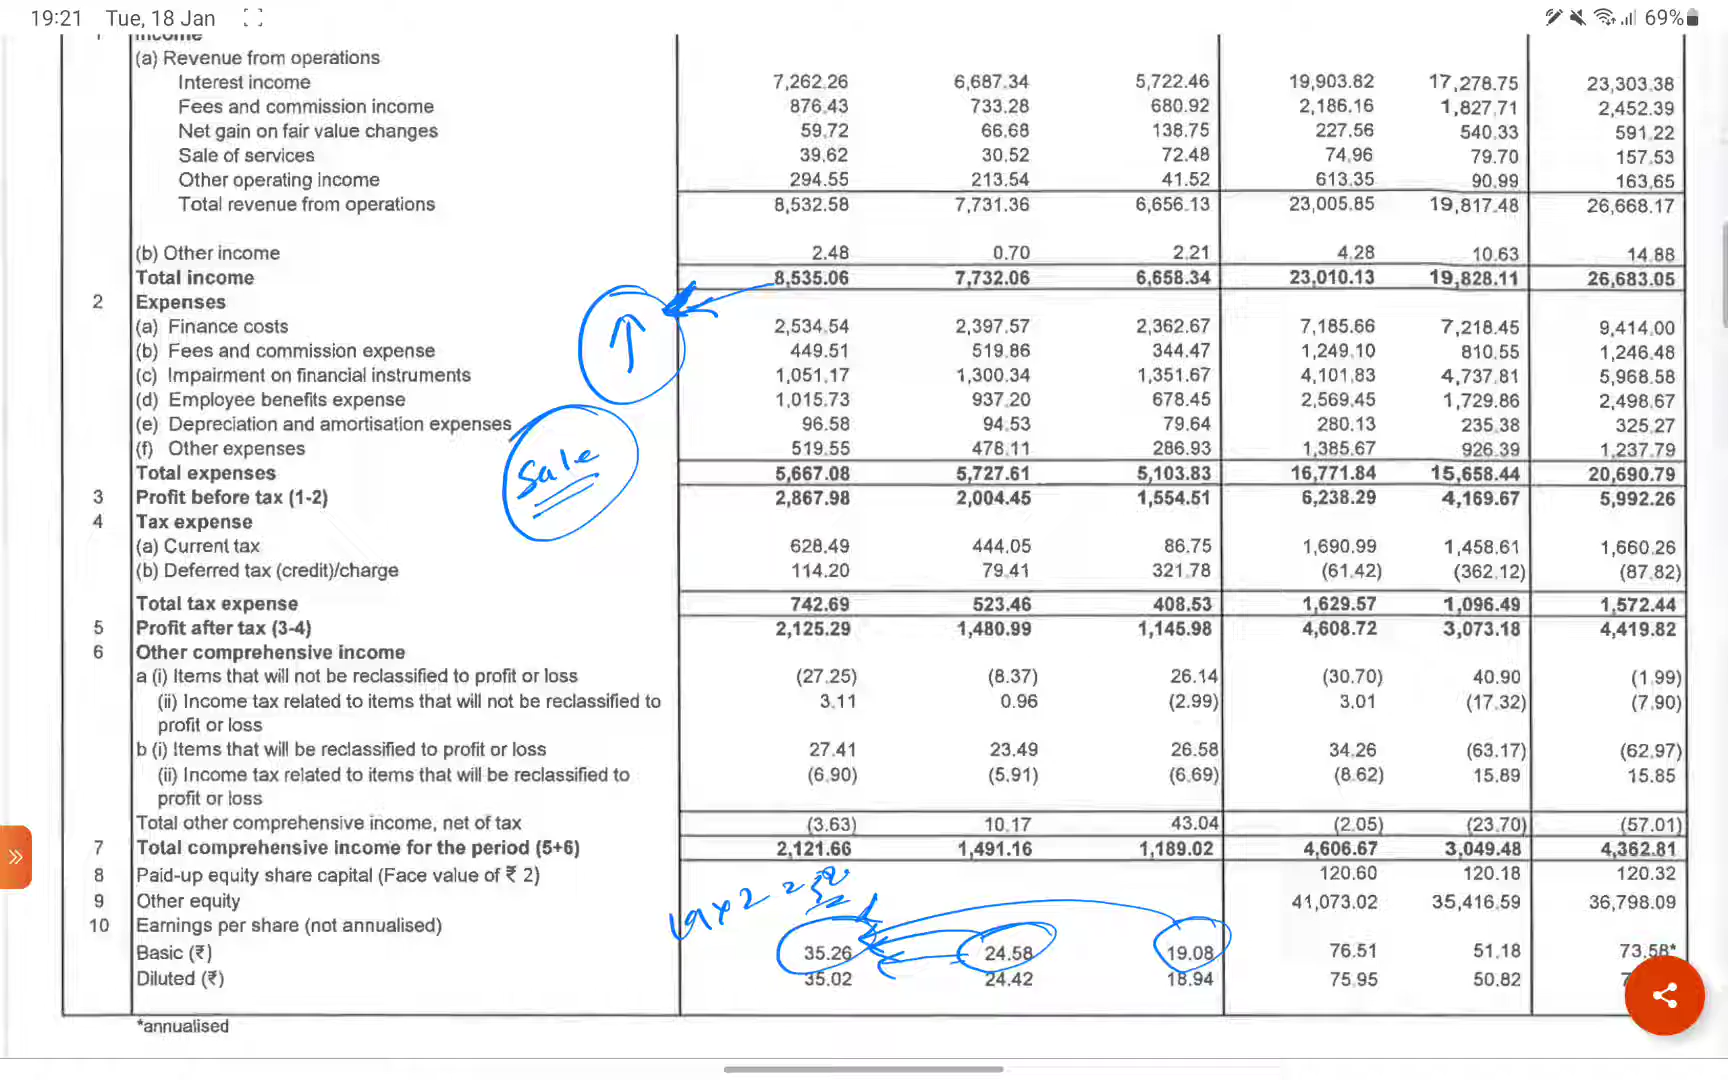 19:21 Tue, 18 Jan 69%
1 Income
(a) Revenue from operations
Interest income 7,262.26 6,687.34 5,722.46 19,903.82 17,278.75 23,303.38
Fees and commission income 876.43 733.28 680.92 2,186.16 1,827.71 2,452.39
Net gain on fair value changes 59.72 66.68 138.75 227.56 540.33 591.22
Sale of services 39.62 30.52 72.48 74.96 79.70 157.53
Other operating income 294.55 213.54 41.52 613.35 90.99 163.65
Total revenue from operations 8,532.58 7,731.36 6,656.13 23,005.85 19,817.48 26,668.17
(b) Other income 2.48 0.70 2.21 4.28 10.63 14.88
Total income 8,535.06 7,732.06 6,658.34 23,010.13 19,828.11 26,683.05
2 Expenses
(a) Finance costs 2,534.54 2,397.57 2,362.67 7,185.66 7,218.45 9,414.00
(b) Fees and commission expense 449.51 519.86 344.47 1,249.10 810.55 1,246.48
(c) Impairment on financial instruments 1,051.17 1,300.34 1,351.67 4,101.83 4,737.81 5,968.58
(d) Employee benefits expense 1,015.73 937.20 678.45 2,569.45 1,729.86 2,498.67
(e) Depreciation and amortisation expenses 96.58 94.53 79.64 280.13 235.38 325.27
(f) Other expenses 519.55 478.11 286.93 1,385.67 926.39 1,237.79
Sale
Total expenses 5,667.08 5,727.61 5,103.83 16,771.84 15,658.44 20,690.79
3 Profit before tax (1-2) 2,867.98 2,004.45 1,554.51 6,238.29 4,169.67 5,992.26
4 Tax expense
(a) Current tax 628.49 444.05 86.75 1,690.99 1,458.61 1,660.26
(b) Deferred tax (credit)/charge 114.20 79.41 321.78 (61.42) (362.12) (87.82)
Total tax expense 742.69 523.46 408.53 1,629.57 1,096.49 1,572.44
5 Profit after tax (3-4) 2,125.29 1,480.99 1,145.98 4,608.72 3,073.18 4,419.82
6 Other comprehensive income
a (i) Items that will not be reclassified to profit or loss (27.25) (8.37) 26.14 (30.70) 40.90 (1.99)
(ii) Income tax related to items that will not be reclassified to 3.11 0.96 (2.99) 3.01 (17.32) (7.90)
profit or loss
b (i) Items that will be reclassified to profit or loss 27.41 23.49 26.58 34.26 (63.17) (62.97)
(ii) Income tax related to items that will be reclassified to (6.90) (5.91) (6.69) (8.62) 15.89 15.85
profit or loss
Total other comprehensive income, net of tax (3.63) 10.17 43.04 (2.05) (23.70) (57.01)
7 Total comprehensive income for the period (5+6) 2,121.66 1,491.16 1,189.02 4,606.67 3,049.48 4,362.81
8 Paid-up equity share capital (Face value of ₹ 2) 120.60 120.18 120.32
9 Other equity 41,073.02 35,416.59 36,798.09
10 Earnings per share (not annualised)
Basic (₹) 35.26 24.58 19.08 76.51 51.18 73.58*
Diluted (₹) 35.02 24.42 18.94 75.95 50.82
*annualised